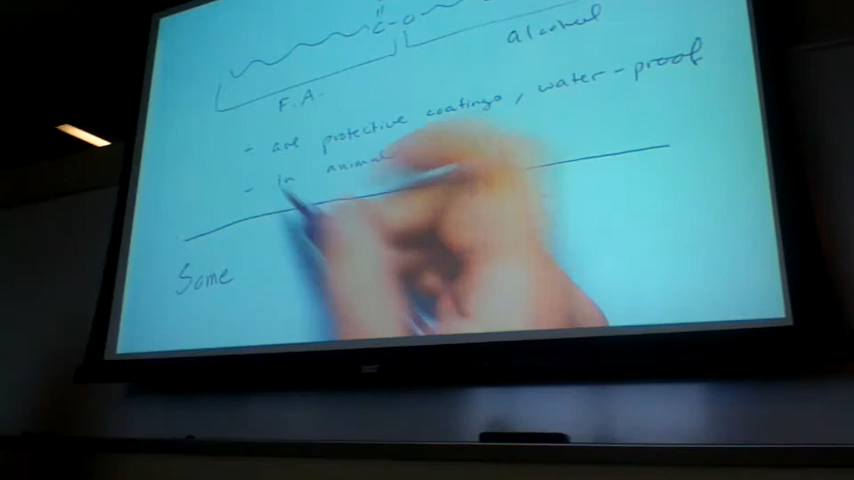 C-O
alcohol
F.A.
- are protective coatings, water-proof
- in animal
Some